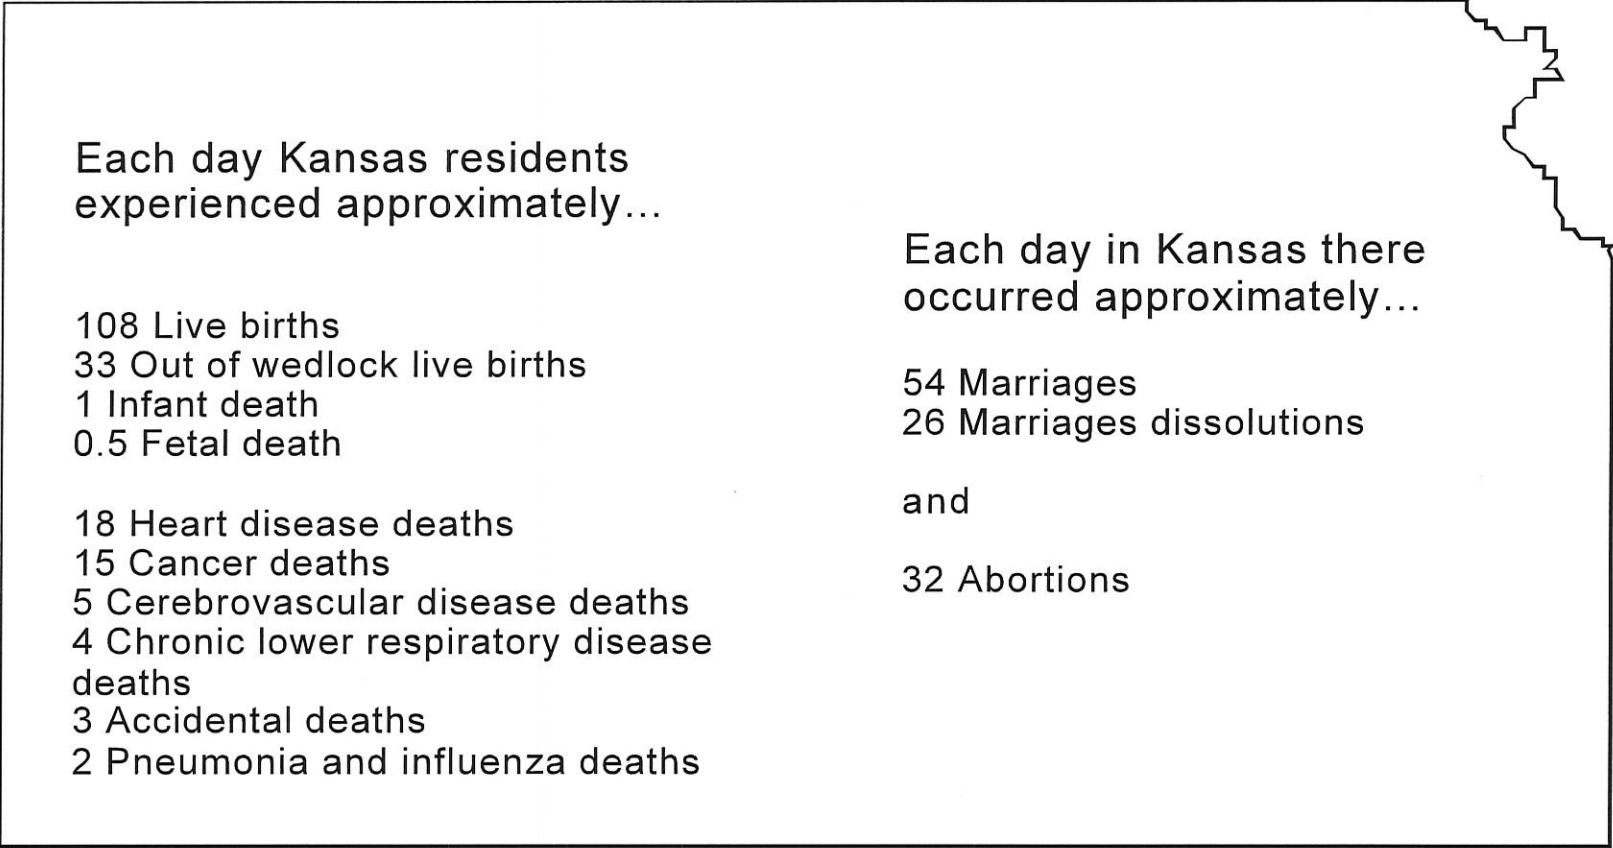 Each day Kansas residents
experienced approximately...
108 Live births
33 Out of wedlock live births
1 Infant death
0.5 Fetal death
18 Heart disease deaths
15 Cancer deaths
5 Cerebrovascular disease deaths
4 Chronic lower respiratory disease
deaths
3 Accidental deaths
2 Pneumonia and influenza deaths
Each day in Kansas there
occurred approximately...
54 Marriages
26 Marriages dissolutions
and
32 Abortions